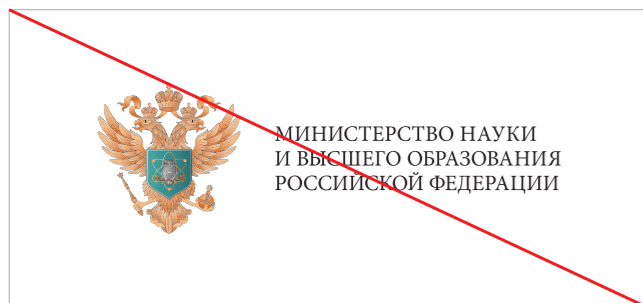 МИНИСТЕРСТВО НАУКИ
И ВЫСШЕГО ОБРАЗОВАНИЯ
РОССИЙСКОЙ ФЕДЕРАЦИИ